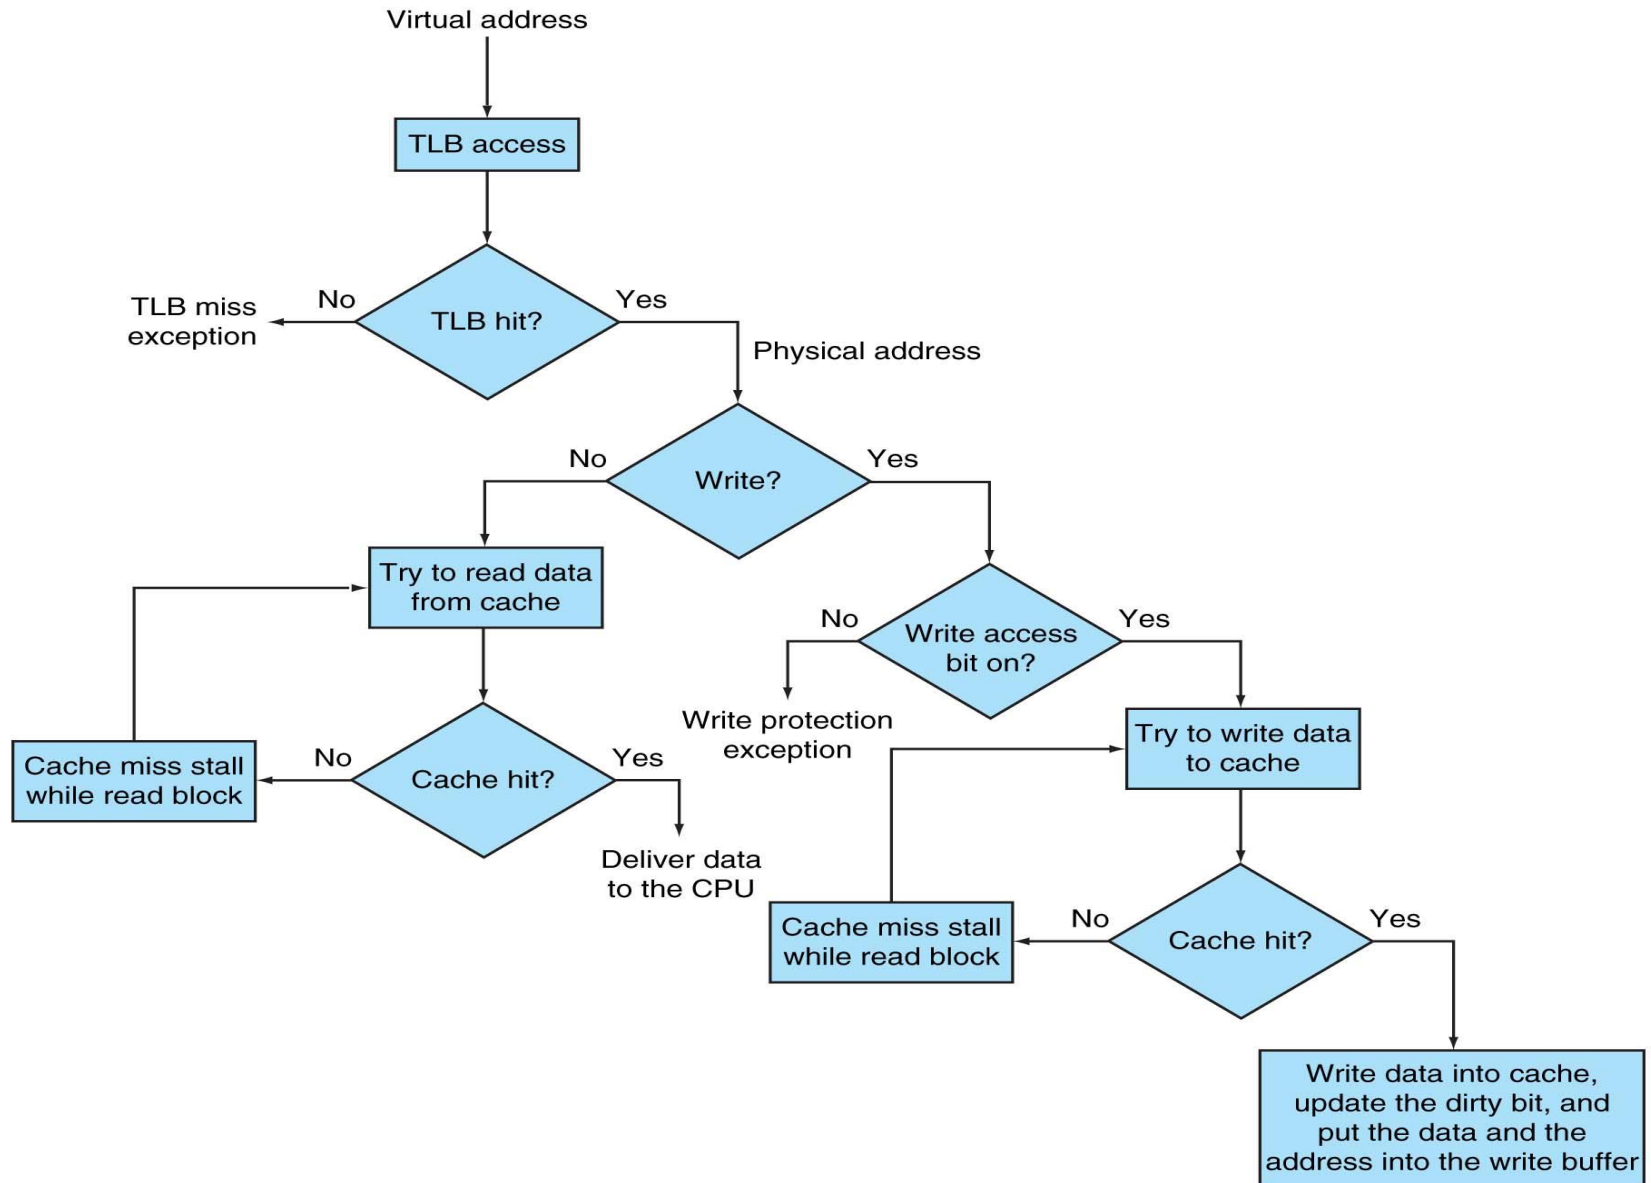 Virtual address
TLB access
TLB hit?
No
Yes
TLB miss
exception
Physical address
Write?
No
Yes
Try to read data
from cache
Write access
bit on?
No
Yes
Write protection
exception
Try to write data
to cache
Cache miss stall
while read block
No
Cache hit?
Yes
Deliver data
to the CPU
Cache miss stall
while read block
No
Cache hit?
Yes
Write data into cache,
update the dirty bit, and
put the data and the
address into the write buffer